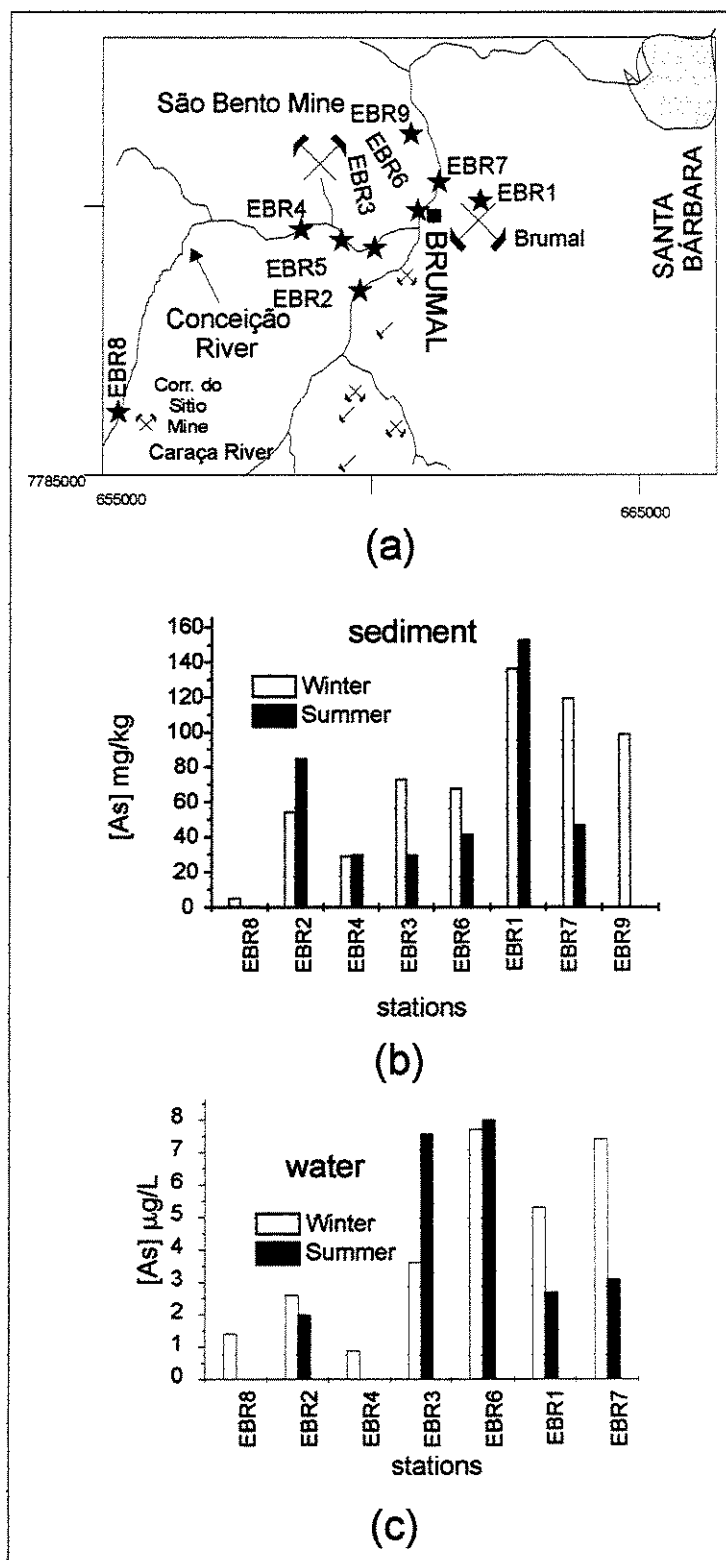 São Bento Mine
EBR9
EBR6
EBR3
EBR7
EBR1
EBR4
EBR5
EBR2
BRUMAL
Brumal
SANTA
BÁRBARA
Conceição
River
EBR8
Corr. do
Sitio
Mine
Caraça River
7785000
655000
665000
(a)
sediment
Winter
Summer
[As] mg/kg
160
140
120
100
80
60
40
20
0
EBR8
EBR2
EBR4
EBR3
EBR6
EBR1
EBR7
EBR9
stations
(b)
water
Winter
Summer
[As] µg/L
8
7
6
5
4
3
2
1
0
EBR8
EBR2
EBR4
EBR3
EBR6
EBR1
EBR7
stations
(c)